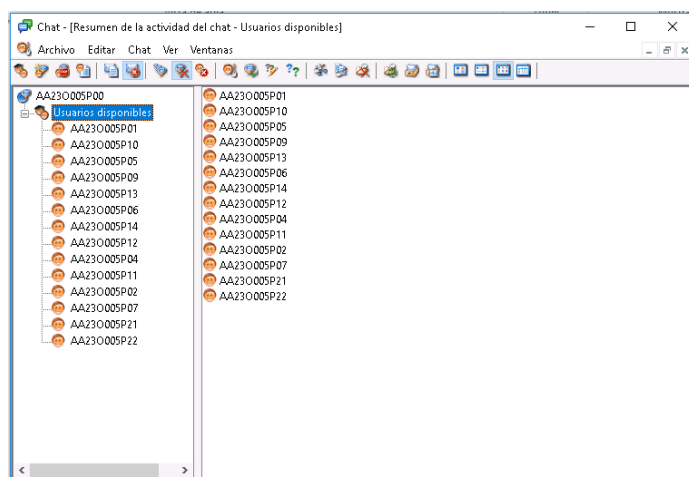 Chat - [Resumen de la actividad del chat - Usuarios disponibles]
Archivo Editar Chat Ver Ventanas
AA23O005P00
Usuarios disponibles
AA23O005P01
AA23O005P10
AA23O005P05
AA23O005P09
AA23O005P13
AA23O005P06
AA23O005P14
AA23O005P12
AA23O005P04
AA23O005P11
AA23O005P02
AA23O005P07
AA23O005P21
AA23O005P22
AA23O005P01
AA23O005P10
AA23O005P05
AA23O005P09
AA23O005P13
AA23O005P06
AA23O005P14
AA23O005P12
AA23O005P04
AA23O005P11
AA23O005P02
AA23O005P07
AA23O005P21
AA23O005P22